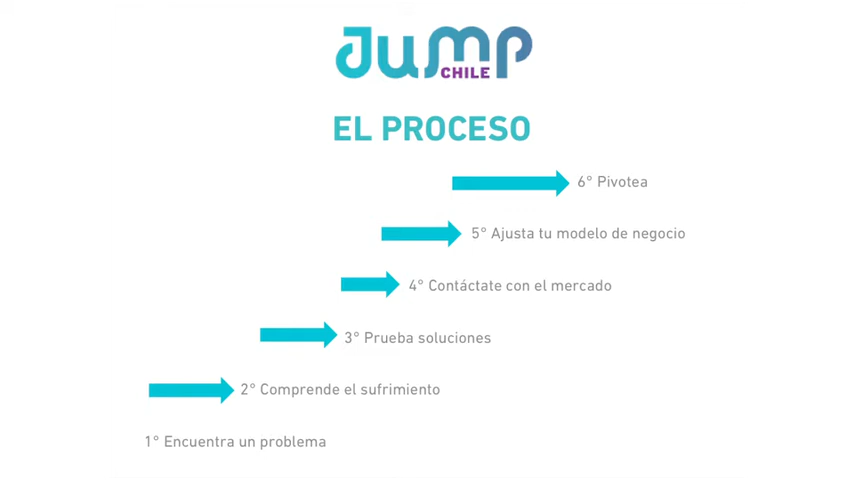 Jump
CHILE
EL PROCESO
6° Pivotea
5° Ajusta tu modelo de negocio
4° Contáctate con el mercado
3° Prueba soluciones
2° Comprende el sufrimiento
1° Encuentra un problema